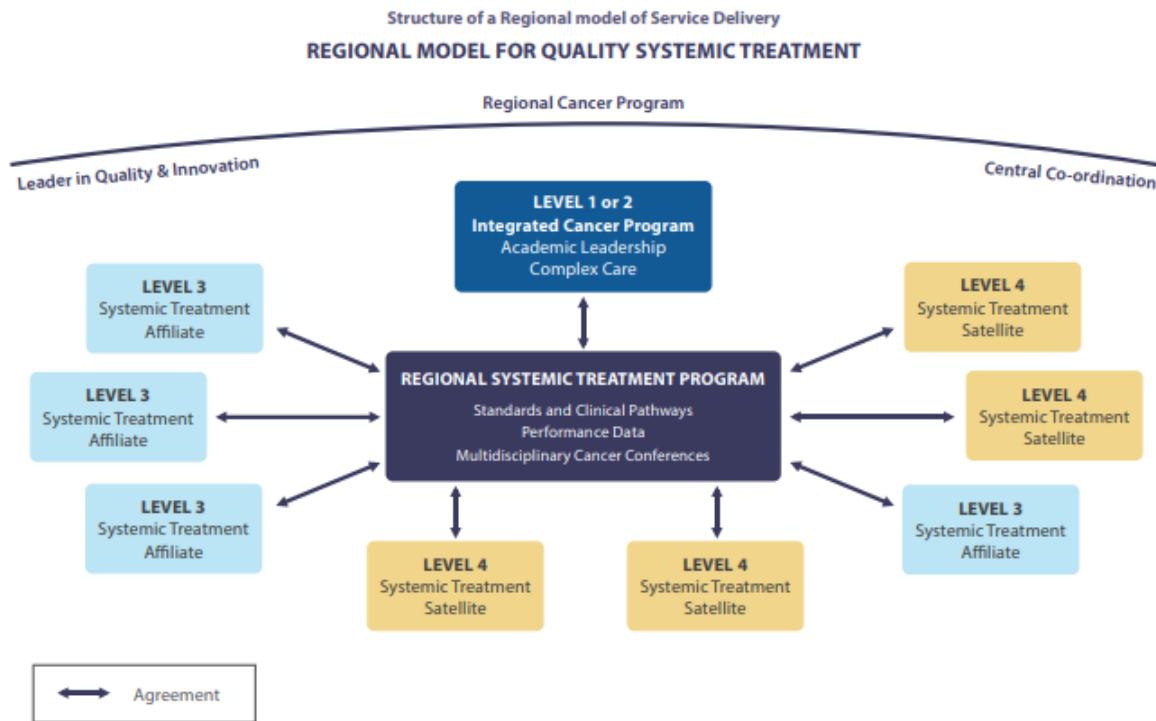 Structure of a Regional model of Service Delivery
REGIONAL MODEL FOR QUALITY SYSTEMIC TREATMENT
Regional Cancer Program
Leader in Quality & Innovation
Central Co-ordination
LEVEL 1 or 2
Integrated Cancer Program
Academic Leadership
Complex Care
LEVEL 3
Systemic Treatment
Affiliate
LEVEL 4
Systemic Treatment
Satellite
REGIONAL SYSTEMIC TREATMENT PROGRAM
Standards and Clinical Pathways
Performance Data
Multidisciplinary Cancer Conferences
LEVEL 3
Systemic Treatment
Affiliate
LEVEL 4
Systemic Treatment
Satellite
LEVEL 3
Systemic Treatment
Affiliate
LEVEL 3
Systemic Treatment
Affiliate
LEVEL 4
Systemic Treatment
Satellite
LEVEL 4
Systemic Treatment
Satellite
Agreement